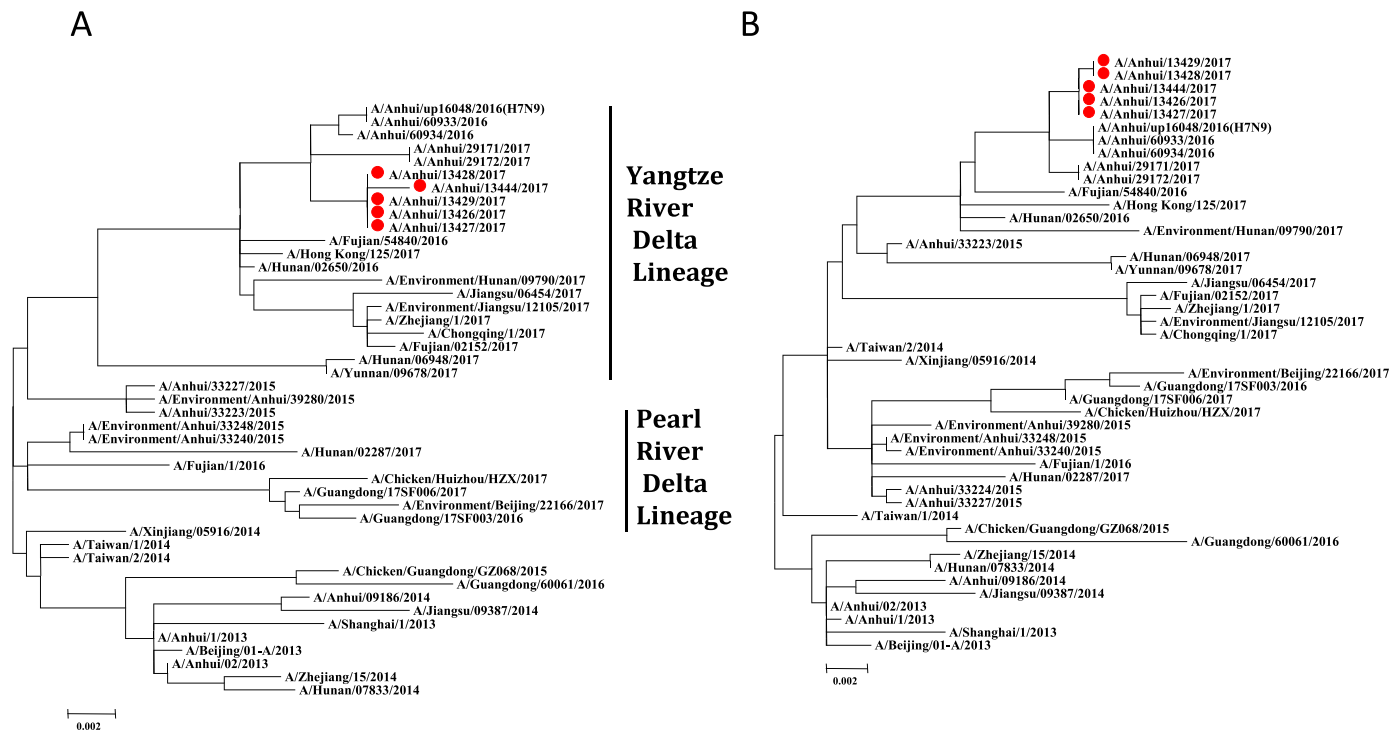 A
A/Anhui/up16048/2016(H7N9)
A/Anhui/60933/2016
A/Anhui/60934/2016
A/Anhui/29171/2017
A/Anhui/29172/2017
A/Anhui/13428/2017
A/Anhui/13444/2017
A/Anhui/13429/2017
A/Anhui/13426/2017
A/Anhui/13427/2017
A/Fujian/54840/2016
A/Hong Kong/125/2017
A/Hunan/02650/2016
A/Environment/Hunan/09790/2017
A/Jiangsu/06454/2017
A/Environment/Jiangsu/12105/2017
A/Zhejiang/1/2017
A/Chongqing/1/2017
A/Fujian/02152/2017
A/Hunan/06948/2017
A/Yunnan/09678/2017
A/Anhui/33227/2015
A/Environment/Anhui/39280/2015
A/Anhui/33223/2015
A/Environment/Anhui/33248/2015
A/Environment/Anhui/33240/2015
A/Hunan/02287/2017
A/Fujian/1/2016
A/Chicken/Huizhou/HZX/2017
A/Guangdong/17SF006/2017
A/Environment/Beijing/22166/2017
A/Guangdong/17SF003/2016
A/Xinjiang/05916/2014
A/Taiwan/1/2014
A/Taiwan/2/2014
A/Chicken/Guangdong/GZ068/2015
A/Guangdong/60061/2016
A/Anhui/09186/2014
A/Jiangsu/09387/2014
A/Shanghai/1/2013
A/Anhui/1/2013
A/Beijing/01-A/2013
A/Anhui/02/2013
A/Zhejiang/15/2014
A/Hunan/07833/2014
0.002
Yangtze
River
Delta
Lineage
Pearl
River
Delta
Lineage
B
A/Anhui/13429/2017
A/Anhui/13428/2017
A/Anhui/13444/2017
A/Anhui/13426/2017
A/Anhui/13427/2017
A/Anhui/up16048/2016(H7N9)
A/Anhui/60933/2016
A/Anhui/60934/2016
A/Anhui/29171/2017
A/Anhui/29172/2017
A/Fujian/54840/2016
A/Hong Kong/125/2017
A/Hunan/02650/2016
A/Environment/Hunan/09790/2017
A/Anhui/33223/2015
A/Hunan/06948/2017
A/Yunnan/09678/2017
A/Jiangsu/06454/2017
A/Fujian/02152/2017
A/Zhejiang/1/2017
A/Environment/Jiangsu/12105/2017
A/Chongqing/1/2017
A/Taiwan/2/2014
A/Xinjiang/05916/2014
A/Environment/Beijing/22166/2017
A/Guangdong/17SF003/2016
A/Guangdong/17SF006/2017
A/Chicken/Huizhou/HZX/2017
A/Environment/Anhui/39280/2015
A/Environment/Anhui/33248/2015
A/Environment/Anhui/33240/2015
A/Fujian/1/2016
A/Hunan/02287/2017
A/Anhui/33224/2015
A/Anhui/33227/2015
A/Taiwan/1/2014
A/Chicken/Guangdong/GZ068/2015
A/Guangdong/60061/2016
A/Zhejiang/15/2014
A/Hunan/07833/2014
A/Anhui/09186/2014
A/Jiangsu/09387/2014
A/Anhui/02/2013
A/Anhui/1/2013
A/Shanghai/1/2013
A/Beijing/01-A/2013
0.002